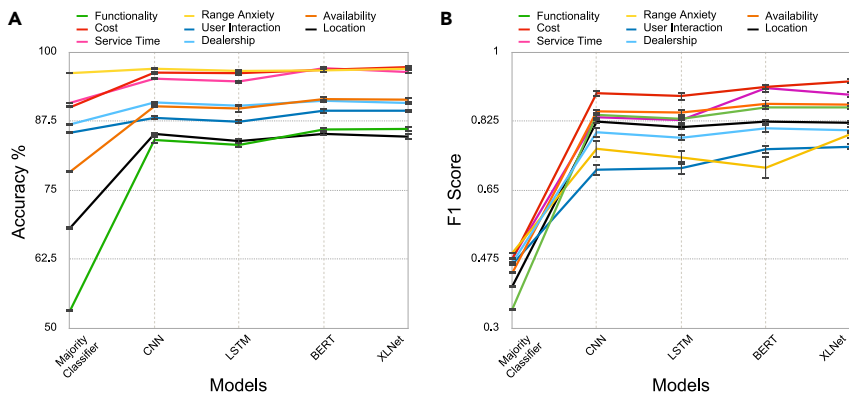 A
Functionality
Cost
Service Time
Range Anxiety
User Interaction
Dealership
Availability
Location
100
87.5
75
62.5
50
Accuracy %
Majority
Classifier
CNN
LSTM
BERT
XLNet
Models
B
Functionality
Cost
Service Time
Range Anxiety
User Interaction
Dealership
Availability
Location
1
0.825
0.65
0.475
0.3
F1 Score
Majority
Classifier
CNN
LSTM
BERT
XLNet
Models